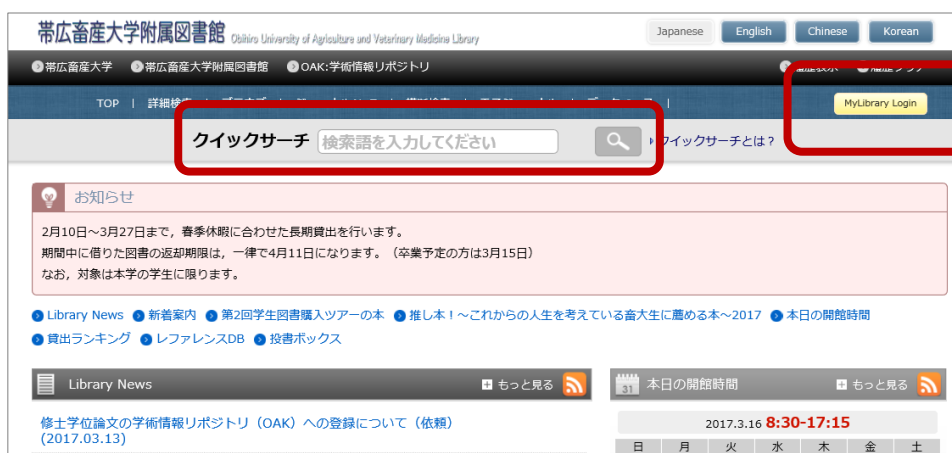 帯広畜産大学附属図書館 Obihiro University of Agriculture and Veterinary Medicine Library
Japanese English Chinese Korean
帯広畜産大学 帯広畜産大学附属図書館 OAK:学術情報リポジトリ
TOP | 詳細検
MyLibrary Login
クイックサーチ 検索語を入力してください クイックサーチとは?
お知らせ
2月10日～3月27日まで，春季休暇に合わせた長期貸出を行います。
期間中に借りた図書の返却期限は，一律で4月11日になります。（卒業予定の方は3月15日）
なお，対象は本学の学生に限ります。
Library News 新着案内 第2回学生図書購入ツアーの本 推し本！～これからの人生を考えている畜大生に薦める本～2017 本日の開館時間
貸出ランキング レファレンスDB 投書ボックス
Library News もっと見る
31 本日の開館時間 もっと見る
修士学位論文の学術情報リポジトリ（OAK）への登録について（依頼）
(2017.03.13)
2017.3.16 8:30-17:15
日 月 火 水 木 金 土